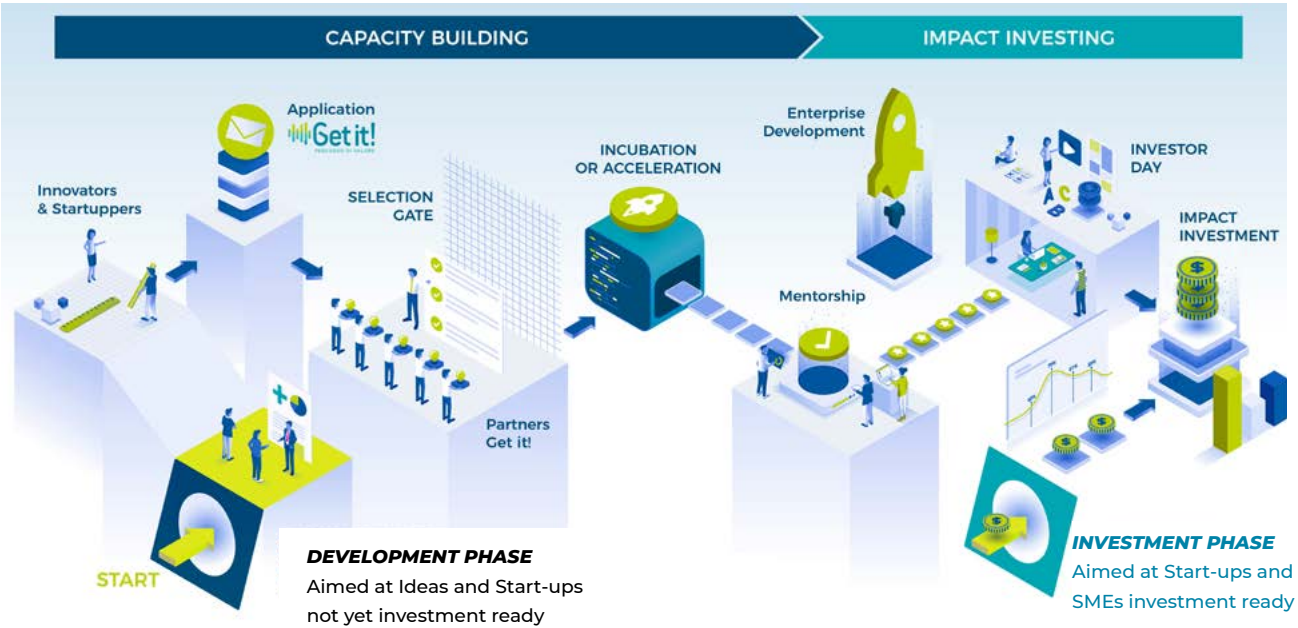 CAPACITY BUILDING
IMPACT INVESTING
Application
Get it!
Innovators
& Startuppers
SELECTION
GATE
INCUBATION
OR ACCELERATION
Enterprise
Development
INVESTOR
DAY
A
B
C
IMPACT
INVESTMENT
Mentorship
Partners
Get it!
START
DEVELOPMENT PHASE
Aimed at Ideas and Start-ups
not yet investment ready
INVESTMENT PHASE
Aimed at Start-ups and
SMEs investment ready